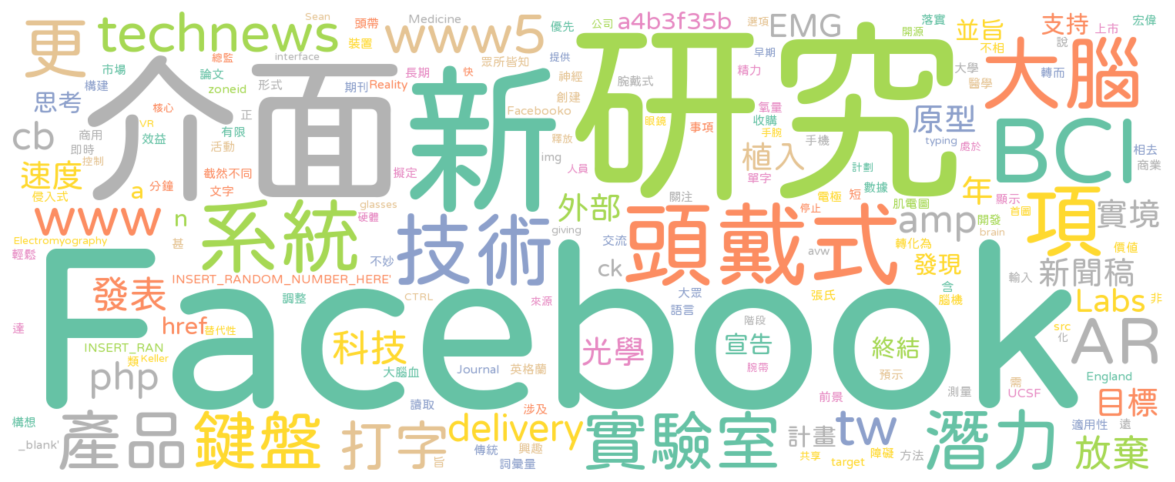 Facebook
研究
介面
新
系統
技術
頭戴式
大腦
BCI
更
technews
www5
a4b3f35b
EMG
並旨
支持
原型
植入
年
項
實境
外部
amp
發現
新聞稿
Labs
AR
思考
cb
速度
a
www
n
發表
href
php
科技
光學
宣告
終結
ck
產品
鍵盤
打字
delivery
實驗室
計畫
tw
潛力
目標
放棄
Sean
Medicine
頭帶
裝置
interface
總監
市場
論文
zoneid
期刊
Reality
長期
眾所皆知
優先
公司
提供
選項
早期
開源
落實
上市
宏偉
說
不相
大學
轉而
醫學
精力
腕戴式
神經
創建
形式
構建
核心
VR
正
商用
即時
控制
效益
有限
活動
侵入式
分鐘
截然不同
文字
擬定
Facebooko
釋放
眼鏡
img
氫量
收購
手腕
事項
手機
處於
typing
計劃
相去
商業
人員
單字
關注
glasses
硬體
giving
電極
短
數據
停止
肌電圖
顯示
首圖
開發
brain
價值
Electromyography
輕鬆
甚
不妙
交流
avw
轉化為
含
腦機
輸入
非
INSERT_RANDOM_NUMBER_HERE'
調整
CTRL
來源
大眾
語言
張氏
階段
src
化
達
替代性
INSERT_RAN
類
Keller
大腦血
Journal
英格蘭
腕帶
預示
前景
測量
需
UCSF
England
構想
_blank'
讀取
傳統
詞彙量
涉及
興趣
旨
共享
target
障礙
方法
適用性
遠
快